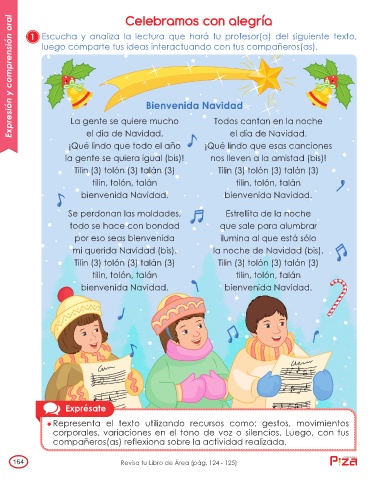 Expresión y comprensión oral
Celebramos con alegría
1 Escucha y analiza la lectura que hará tu profesor(a) del siguiente texto,
luego comparte tus ideas interactuando con tus compañeros(as).
Bienvenida Navidad
La gente se quiere mucho
el día de Navidad.
¡Qué lindo que todo el año
la gente se quiera igual (bis)!
Tilín (3) tolón (3) talán (3)
tilín, tolón, talán
bienvenida Navidad.
Se perdonan las maldades,
todo se hace con bondad
por eso seas bienvenida
mi querida Navidad (bis).
Tilín (3) tolón (3) talán (3)
tilín, tolón, talán
bienvenida Navidad.
Todos cantan en la noche
el día de Navidad.
¡Qué lindo que esas canciones
nos lleven a la amistad (bis)!
Tilín (3) tolón (3) talán (3)
tilín, tolón, talán
bienvenida Navidad.
Estrellita de la noche
que sale para alumbrar
ilumina al que está sólo
la noche de Navidad (bis).
Tilín (3) tolón (3) talán (3)
tilín, tolón, talán
bienvenida Navidad.
Exprésate
• Representa el texto utilizando recursos como: gestos, movimientos
corporales, variaciones en el tono de voz o silencios. Luego, con tus
compañeros(as) reflexiona sobre la actividad realizada.
164
Revisa tu Libro de Área (pág. 124 - 125)